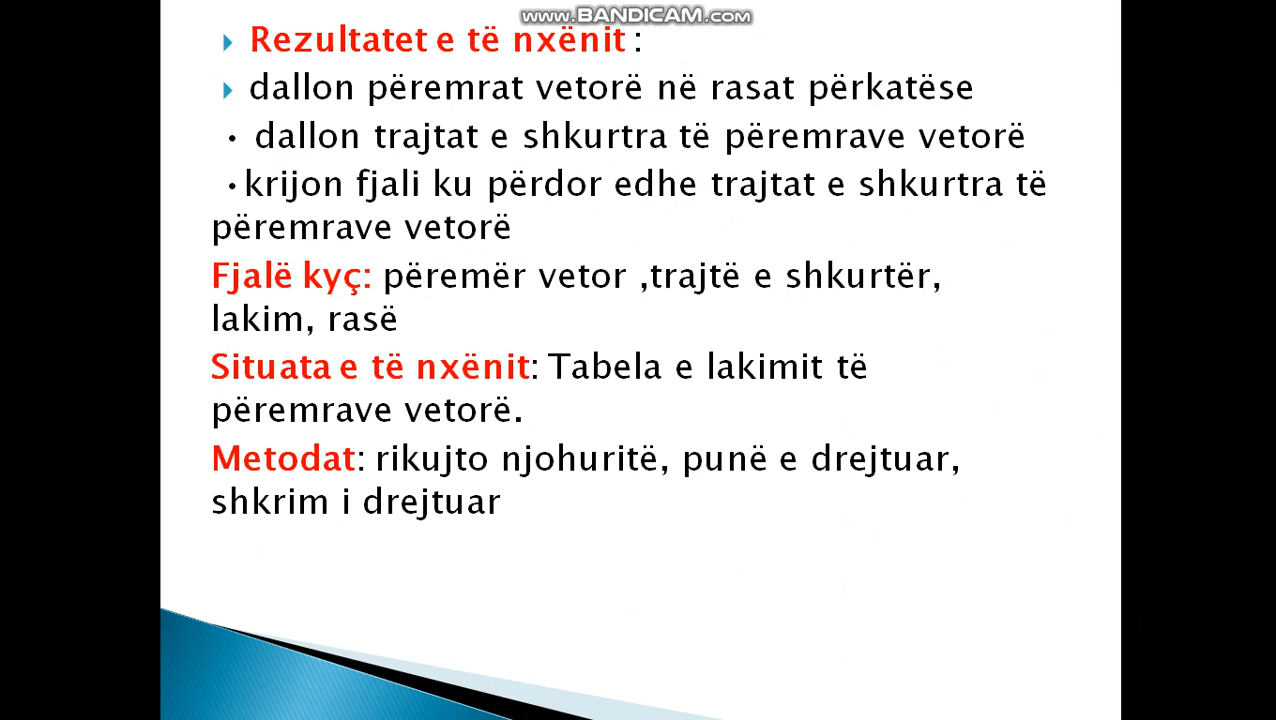 www.BANDICAM.com
Rezultatet e të nxënit :
dallon përemrat vetorë në rasat përkatëse
• dallon trajtat e shkurtra të përemrave vetorë
•krijon fjali ku përdor edhe trajtat e shkurtra të
përemrave vetorë
Fjalë kyç: përemër vetor ,trajtë e shkurtër,
lakim, rasë
Situata e të nxënit: Tabela e lakimit të
përemrave vetorë.
Metodat: rikujto njohuritë, punë e drejtuar,
shkrim i drejtuar